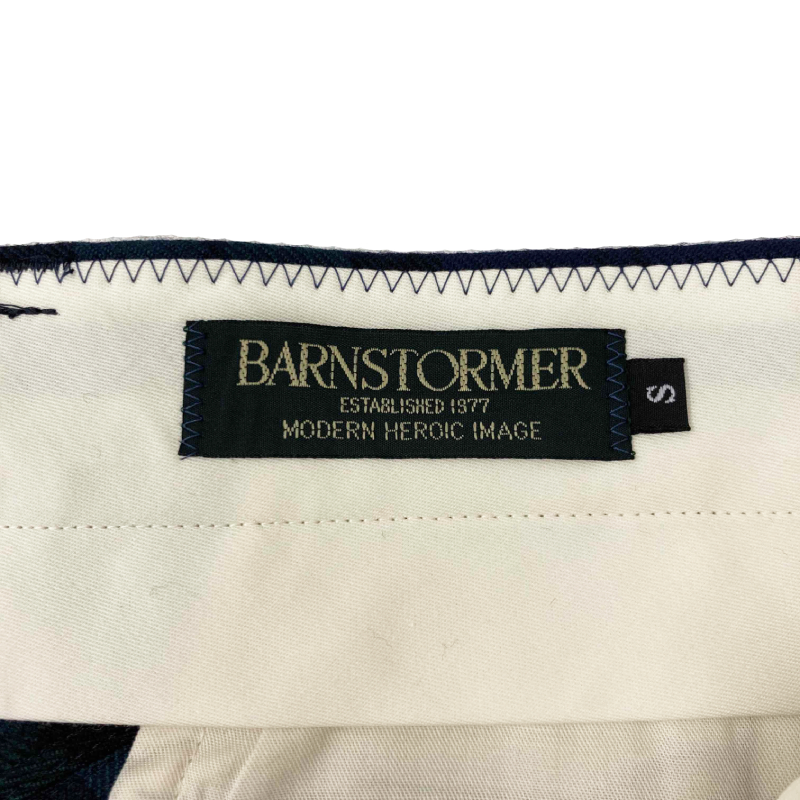 BARNSTORMER
ESTABLISHED 1977
MODERN HEROIC IMAGE
S